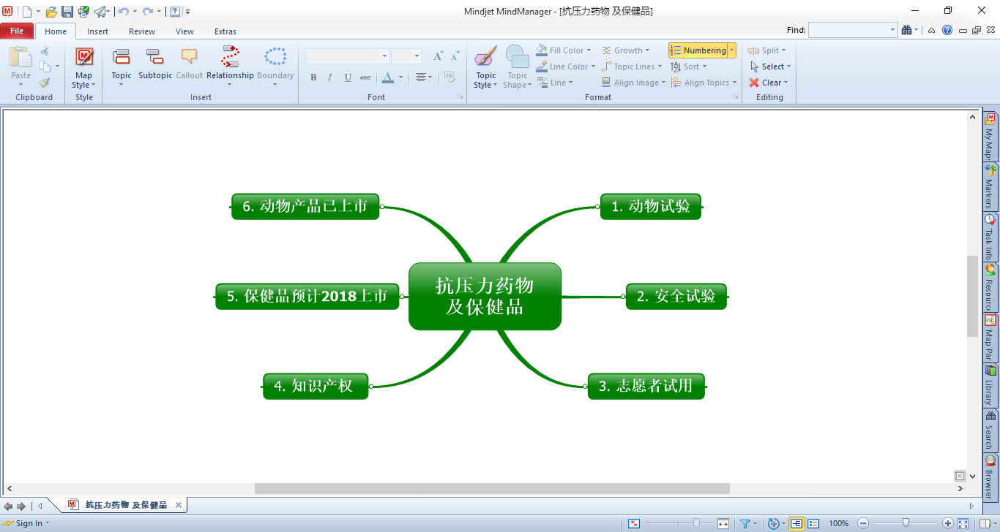 Mindjet MindManager - [抗压力药物 及保健品]
File Home Insert Review View Extras Find:
Paste
Clipboard
Map Style
Style
Topic Subtopic Callout Relationship Boundary
Insert
B I U ABC A
Font
Topic Style
Topic Shape
Fill Color Growth Numbering
Line Color Topic Lines Sort
Line Align Image Align Topics
Format
Split
Select
Clear
Editing
6. 动物产品已上市
1. 动物试验
抗压力药物
及保健品
5. 保健品预计2018上市
2. 安全试验
4. 知识产权
3. 志愿者试用
My Maps
Markers
Task Info
Resourc
Map Par
Library
Search
Browser
抗压力药物 及保健品
Sign In
100%